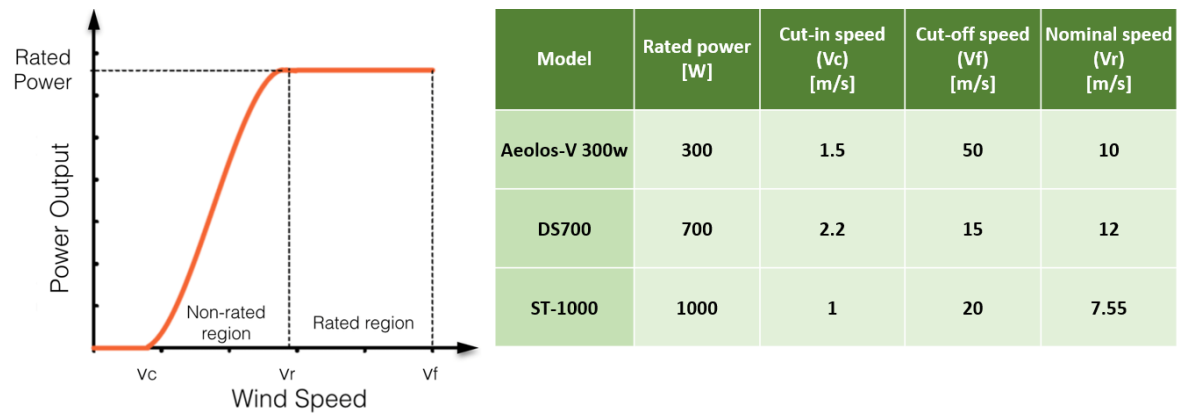 Rated
Power
Power Output
Non-rated
region
Rated region
Vc
Vr
Vf
Wind Speed
Model
Rated power
[W]
Cut-in speed
(Vc)
[m/s]
Cut-off speed
(Vf)
[m/s]
Nominal speed
(Vr)
[m/s]
Aeolos-V 300w 300 1.5 50 10
DS700 700 2.2 15 12
ST-1000 1000 1 20 7.55